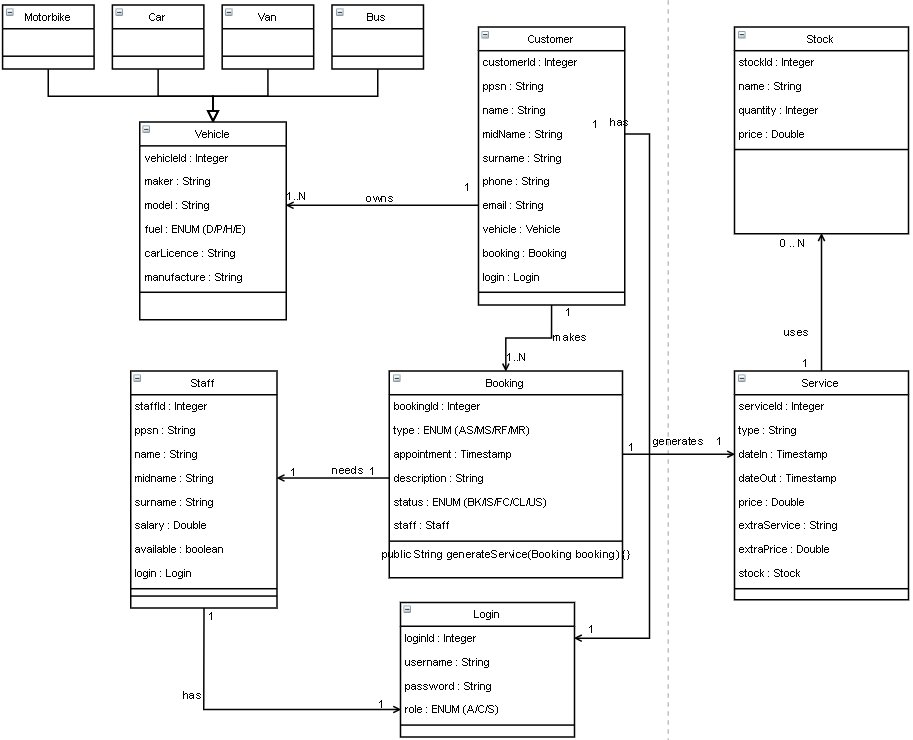 Motorbike
Car
Van
Bus
Vehicle
vehicleId : Integer
maker : String
model : String
fuel : ENUM (D/P/H/E)
carLicence : String
manufacture : String
1..N
owns
1
Customer
customerId : Integer
ppsn : String
name : String
midName : String
surname : String
phone : String
email : String
vehicle : Vehicle
booking : Booking
login : Login
1
has
1
makes
1..N
Stock
stockId : Integer
name : String
quantity : Integer
price : Double
0 .. N
uses
1
Staff
staffId : Integer
ppsn : String
name : String
midname : String
surname : String
salary : Double
available : boolean
login : Login
1
needs
1
Booking
bookingId : Integer
type : ENUM (AS/MS/RF/MR)
appointment : Timestamp
description : String
status : ENUM (BK/IS/FC/CL/US)
staff : Staff
public String generateService(Booking booking) {}
1
generates
1
Service
serviceId : Integer
type : String
dateIn : Timestamp
dateOut : Timestamp
price : Double
extraService : String
extraPrice : Double
stock : Stock
1
has
1
Login
loginId : Integer
username : String
password : String
role : ENUM (A/C/S)
1